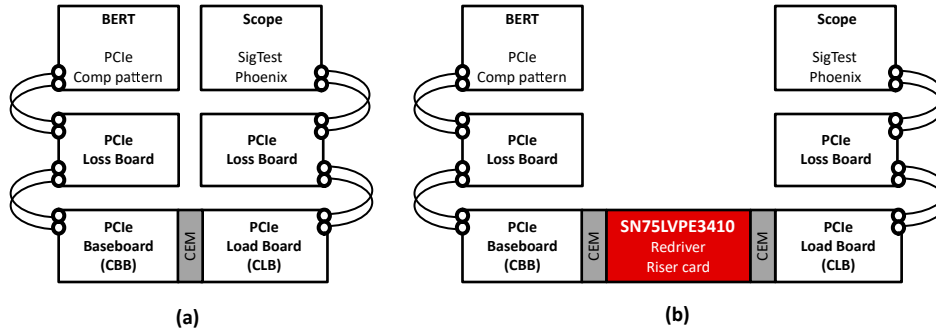 BERT
PCIe
Comp pattern
Scope
SigTest
Phoenix
PCIe
Loss Board
PCIe
Loss Board
PCIe
Baseboard
(CBB)
CEM
PCIe
Load Board
(CLB)
(a)
BERT
PCIe
Comp pattern
Scope
SigTest
Phoenix
PCIe
Loss Board
PCIe
Loss Board
PCIe
Baseboard
(CBB)
CEM
SN75LVPE3410
Redriver
Riser card
CEM
PCIe
Load Board
(CLB)
(b)